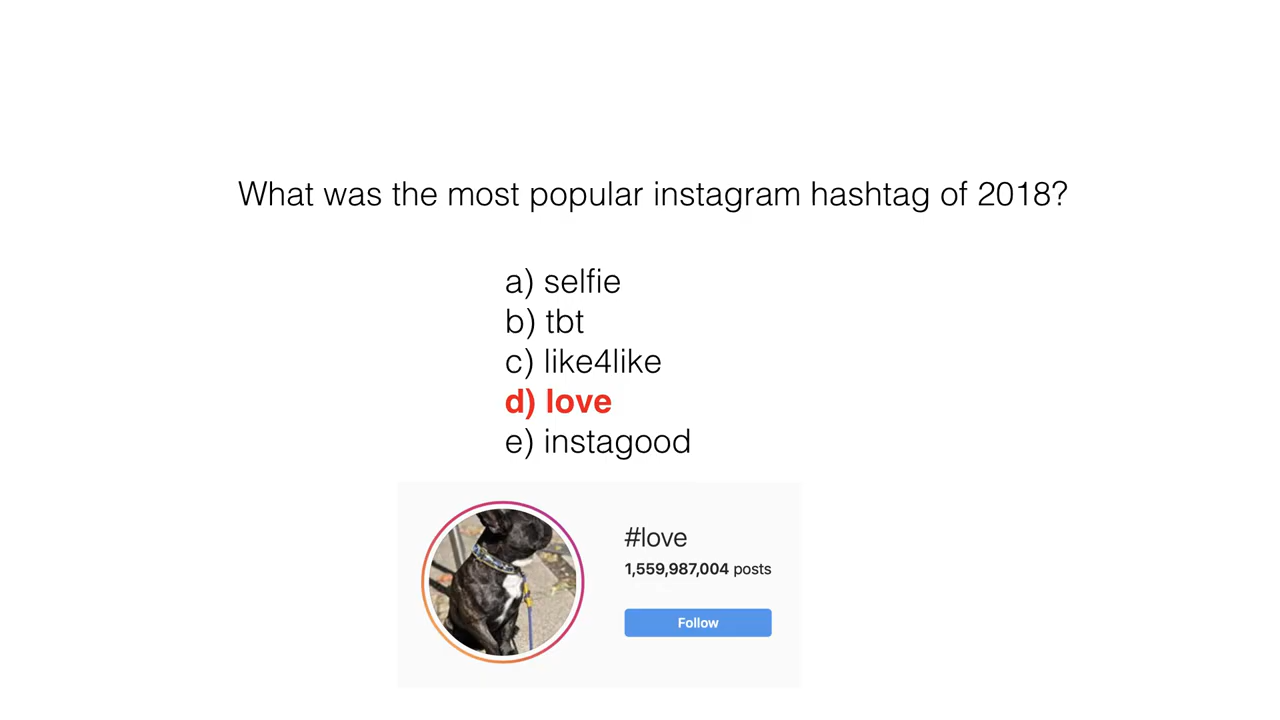 What was the most popular instagram hashtag of 2018?
a) selfie
b) tbt
c) like4like
d) love
e) instagood
#love
1,559,987,004 posts
Follow